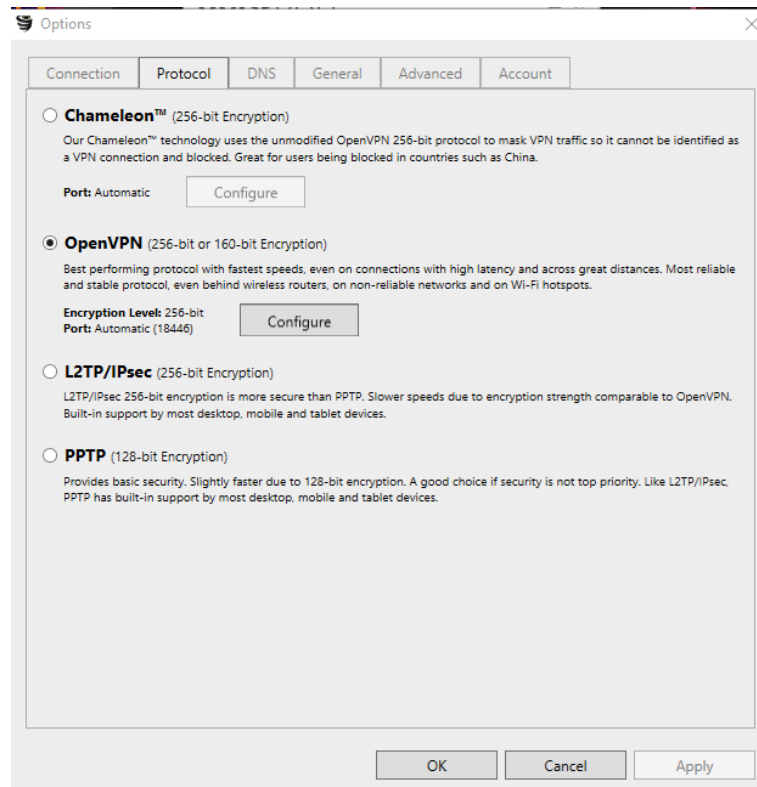 Options
Connection Protocol DNS General Advanced Account
Chameleon™ (256-bit Encryption)
Our Chameleon™ technology uses the unmodified OpenVPN 256-bit protocol to mask VPN traffic so it cannot be identified as
a VPN connection and blocked. Great for users being blocked in countries such as China.
Port: Automatic Configure
OpenVPN (256-bit or 160-bit Encryption)
Best performing protocol with fastest speeds, even on connections with high latency and across great distances. Most reliable
and stable protocol, even behind wireless routers, on non-reliable networks and on Wi-Fi hotspots.
Encryption Level: 256-bit
Port: Automatic (18446) Configure
L2TP/IPsec (256-bit Encryption)
L2TP/IPsec 256-bit encryption is more secure than PPTP. Slower speeds due to encryption strength comparable to OpenVPN.
Built-in support by most desktop, mobile and tablet devices.
PPTP (128-bit Encryption)
Provides basic security. Slightly faster due to 128-bit encryption. A good choice if security is not top priority. Like L2TP/IPsec,
PPTP has built-in support by most desktop, mobile and tablet devices.
OK Cancel Apply